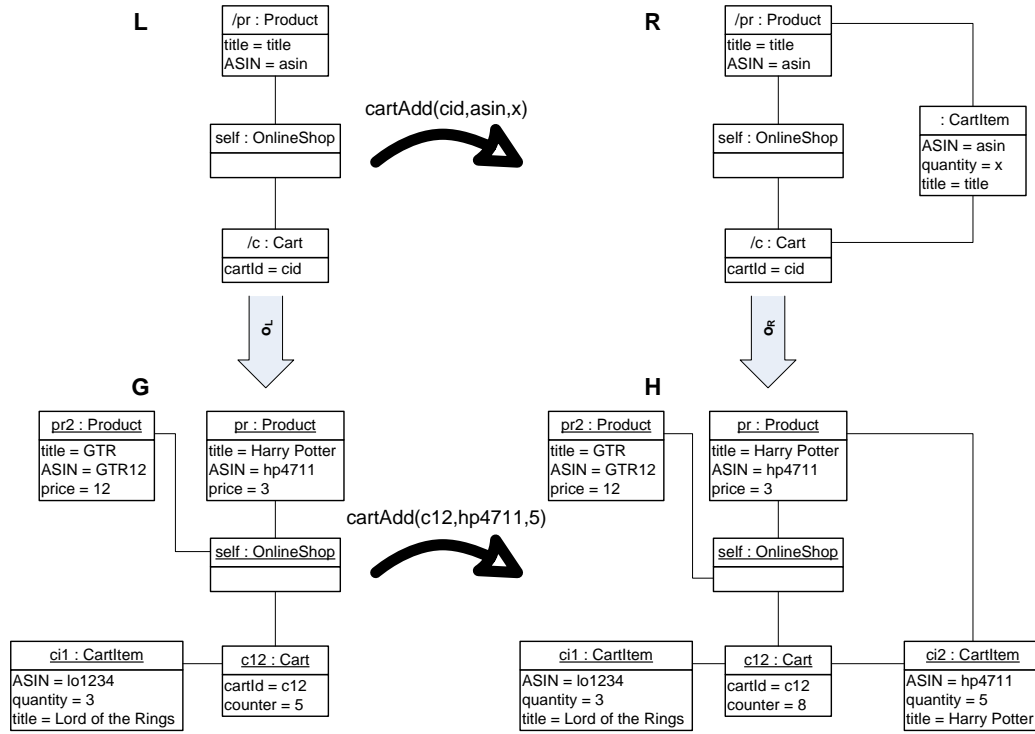 L
/pr : Product
title = title
ASIN = asin
self : OnlineShop
/c : Cart
cartId = cid
cartAdd(cid,asin,x)
R
/pr : Product
title = title
ASIN = asin
self : OnlineShop
/c : Cart
cartId = cid
: CartItem
ASIN = asin
quantity = x
title = title
oL
oR
G
pr2 : Product
title = GTR
ASIN = GTR12
price = 12
pr : Product
title = Harry Potter
ASIN = hp4711
price = 3
self : OnlineShop
ci1 : CartItem
ASIN = lo1234
quantity = 3
title = Lord of the Rings
c12 : Cart
cartId = c12
counter = 5
cartAdd(c12,hp4711,5)
H
pr2 : Product
title = GTR
ASIN = GTR12
price = 12
pr : Product
title = Harry Potter
ASIN = hp4711
price = 3
self : OnlineShop
ci1 : CartItem
ASIN = lo1234
quantity = 3
title = Lord of the Rings
c12 : Cart
cartId = c12
counter = 8
ci2 : CartItem
ASIN = hp4711
quantity = 5
title = Harry Potter